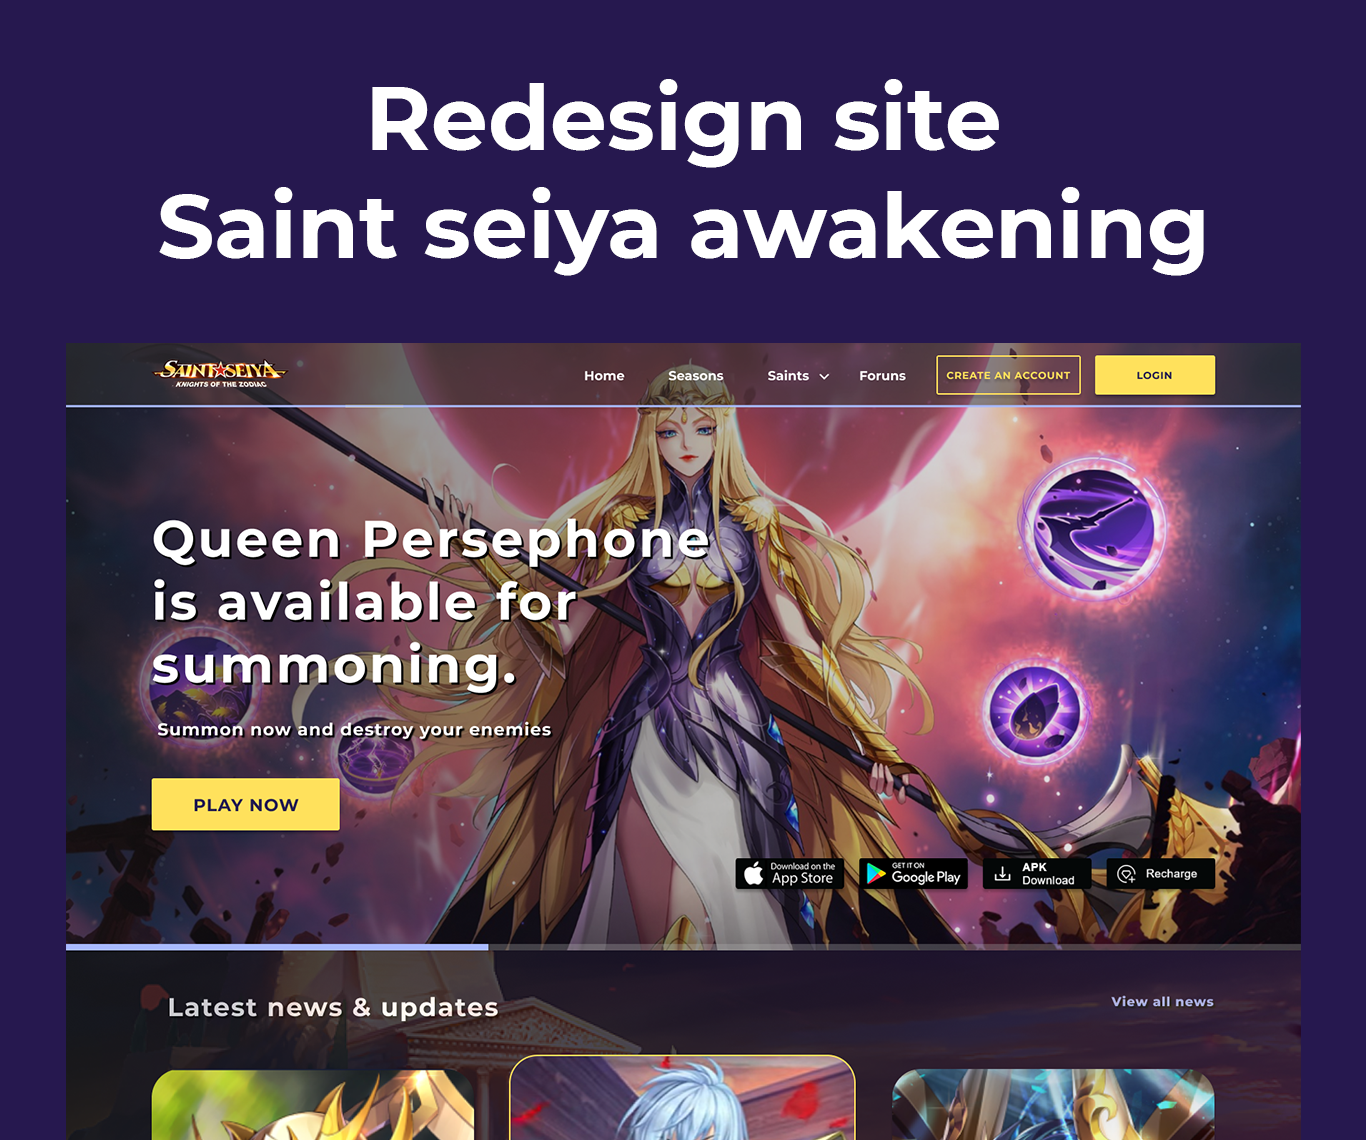 Redesign site
Saint seiya awakening
SAINT SEIYA
KNIGHTS OF THE ZODIAC
Home Seasons Saints Foruns CREATE AN ACCOUNT LOGIN
Queen Persephone
is available for
summoning.
Summon now and destroy your enemies
PLAY NOW
Download on the
App Store
GET IT ON
Google Play
APK
Download
Recharge
Latest news & updates
View all news